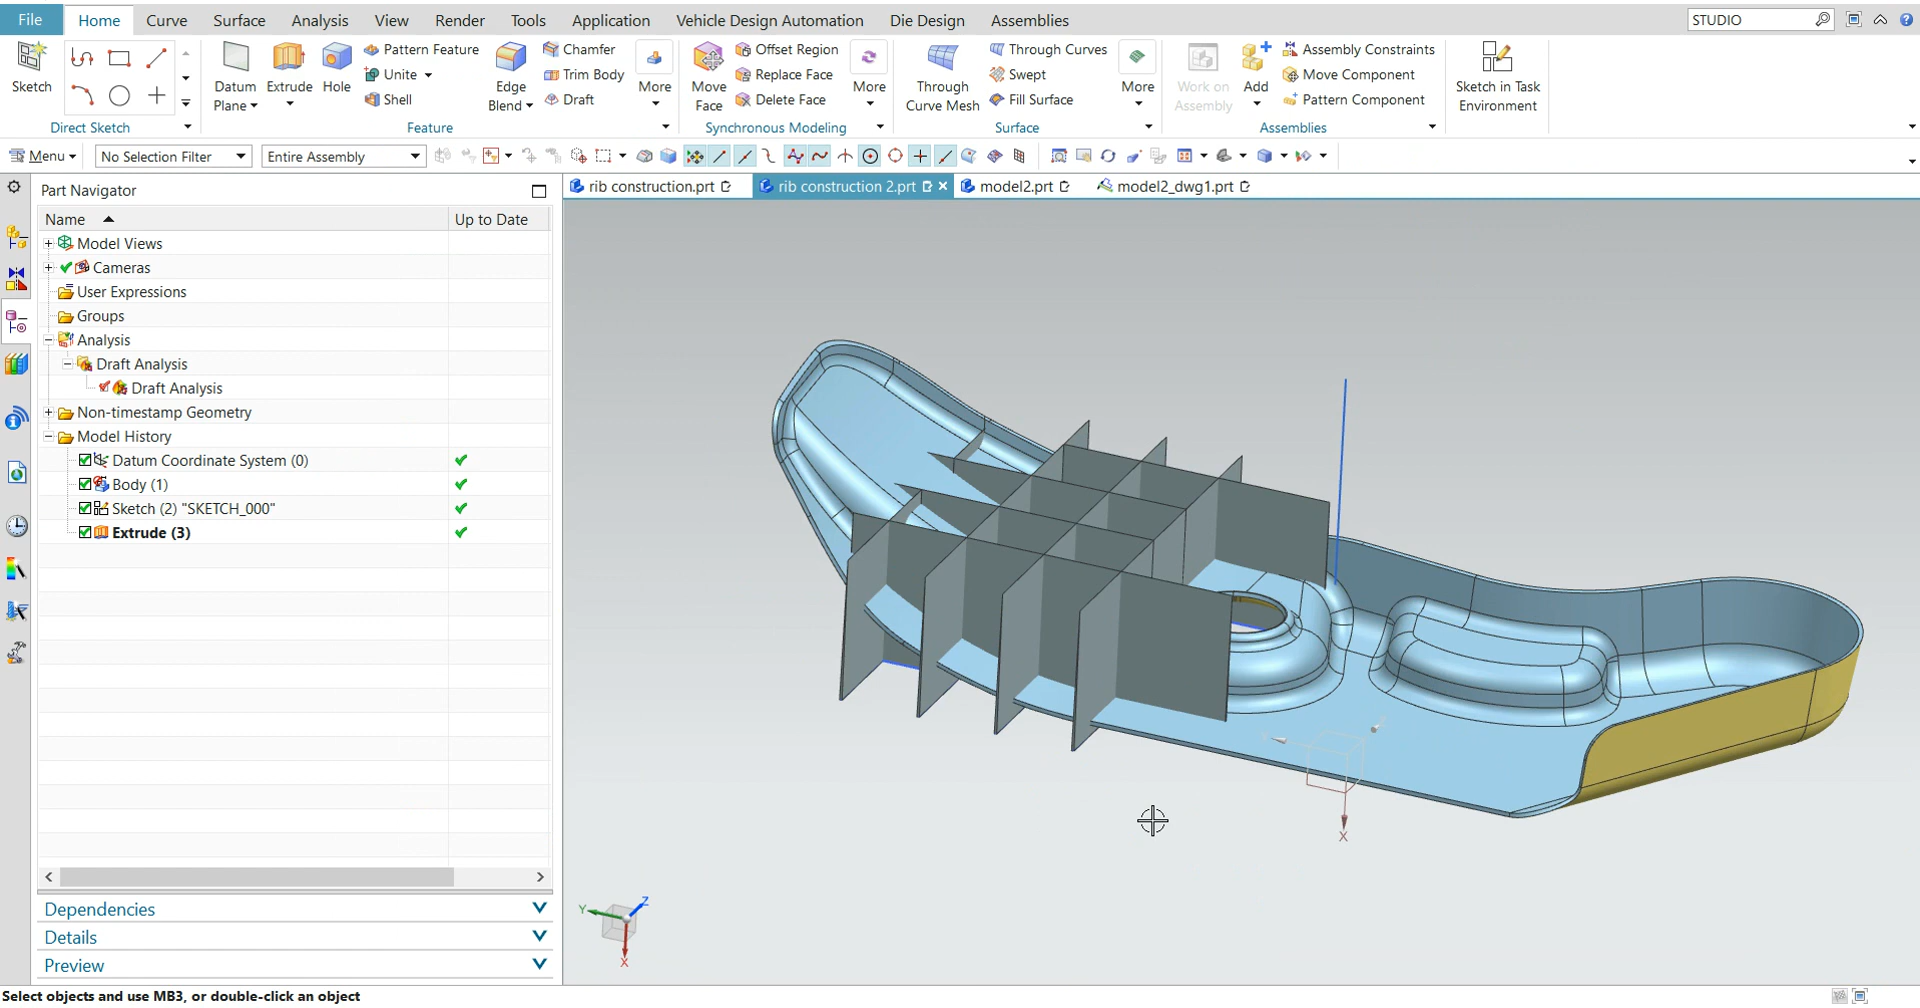 File Home Curve Surface Analysis View Render Tools Application Vehicle Design Automation Die Design Assemblies STUDIO
Sketch
Direct Sketch
Datum Plane
Extrude
Hole
Pattern Feature
Unite
Shell
Edge Blend
Chamfer
Trim Body
Draft
More
Feature
Move Face
Offset Region
Replace Face
Delete Face
More
Synchronous Modeling
Through Curve Mesh
Through Curves
Swept
Fill Surface
More
Surface
Work on Assembly
Add
Assembly Constraints
Move Component
Pattern Component
Assemblies
Sketch in Task Environment
Menu No Selection Filter Entire Assembly
Part Navigator
rib construction.prt rib construction 2.prt model2.prt model2_dwg1.prt
Name Up to Date
Model Views
Cameras
User Expressions
Groups
Analysis
Draft Analysis
Draft Analysis
Non-timestamp Geometry
Model History
Datum Coordinate System (0)
Body (1)
Sketch (2) "SKETCH_000"
Extrude (3)
X
Dependencies
Details
Preview
Y Z
X
Select objects and use MB3, or double-click an object